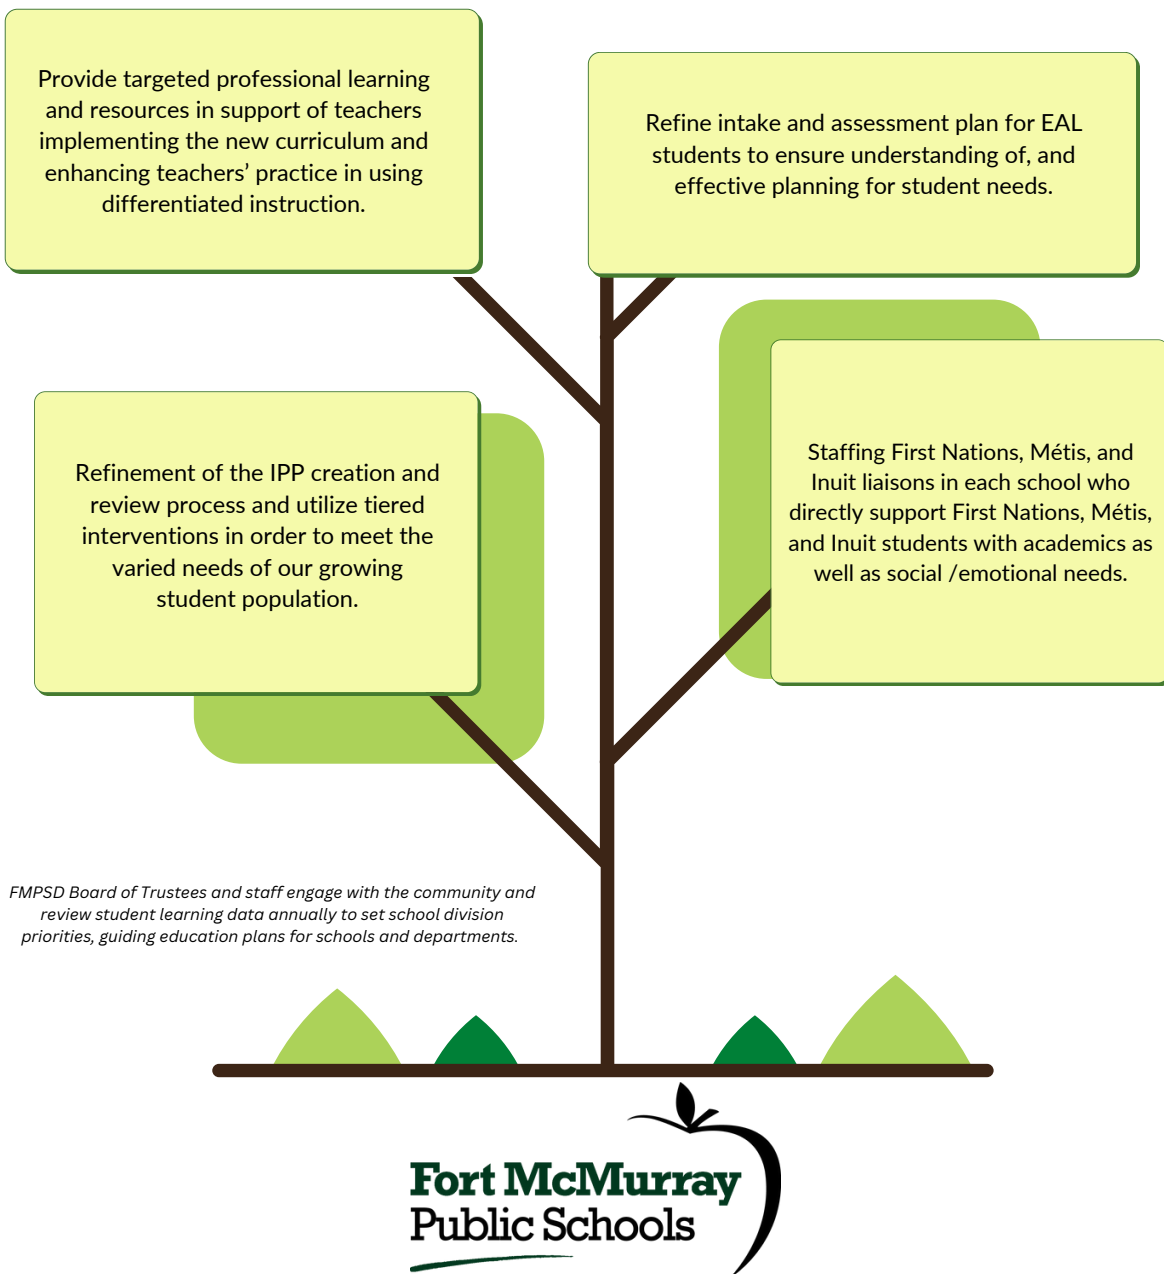 Provide targeted professional learning
and resources in support of teachers
implementing the new curriculum and
enhancing teachers’ practice in using
differentiated instruction.
Refine intake and assessment plan for EAL
students to ensure understanding of, and
effective planning for student needs.
Refinement of the IPP creation and
review process and utilize tiered
interventions in order to meet the
varied needs of our growing
student population.
Staffing First Nations, Métis, and
Inuit liaisons in each school who
directly support First Nations, Métis,
and Inuit students with academics as
well as social /emotional needs.
FMPSD Board of Trustees and staff engage with the community and
review student learning data annually to set school division
priorities, guiding education plans for schools and departments.
Fort McMurray
Public Schools